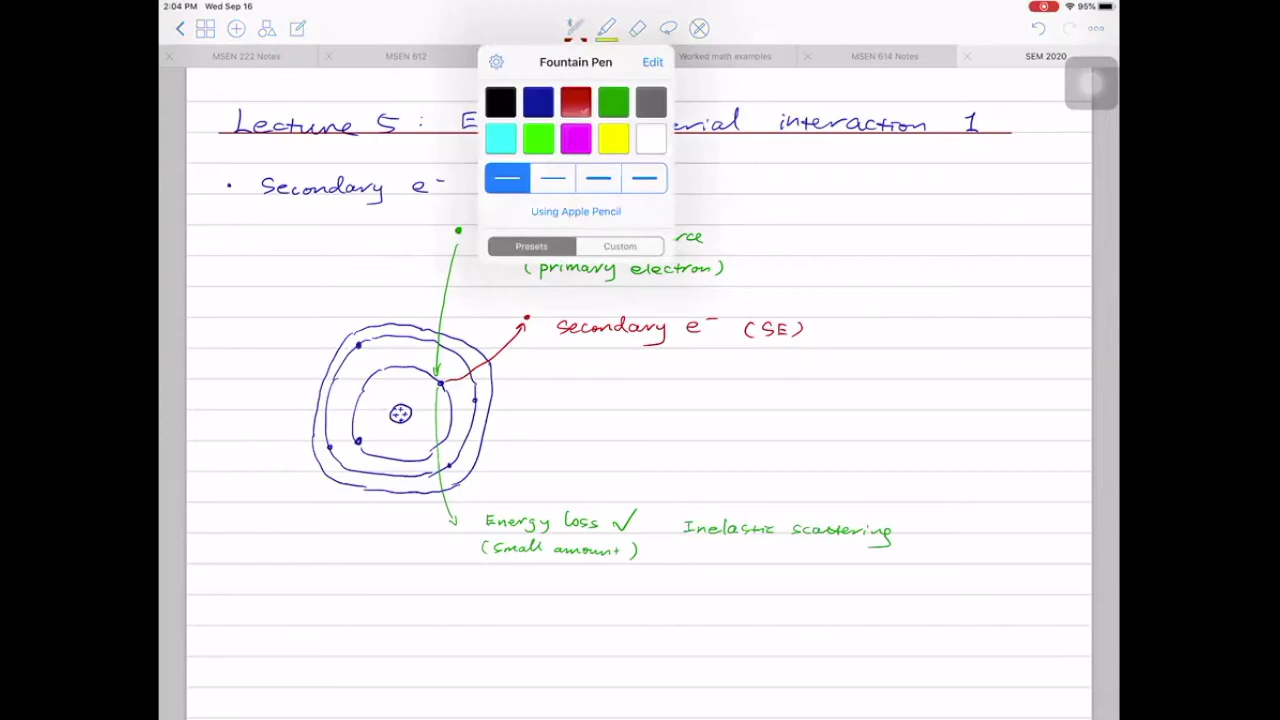 2:04 PM Wed Sep 16
95%
MSEN 222 Notes
MSEN 612
Worked math examples
MSEN 614 Notes
SEM 2020
Fountain Pen
Edit
Using Apple Pencil
Presets
Custom
Lecture 5 : E erial interaction 1
• Secondary e⁻
rce
(primary electron)
Secondary e⁻ (SE)
Energy loss ✓ Inelastic scattering
(small amount)